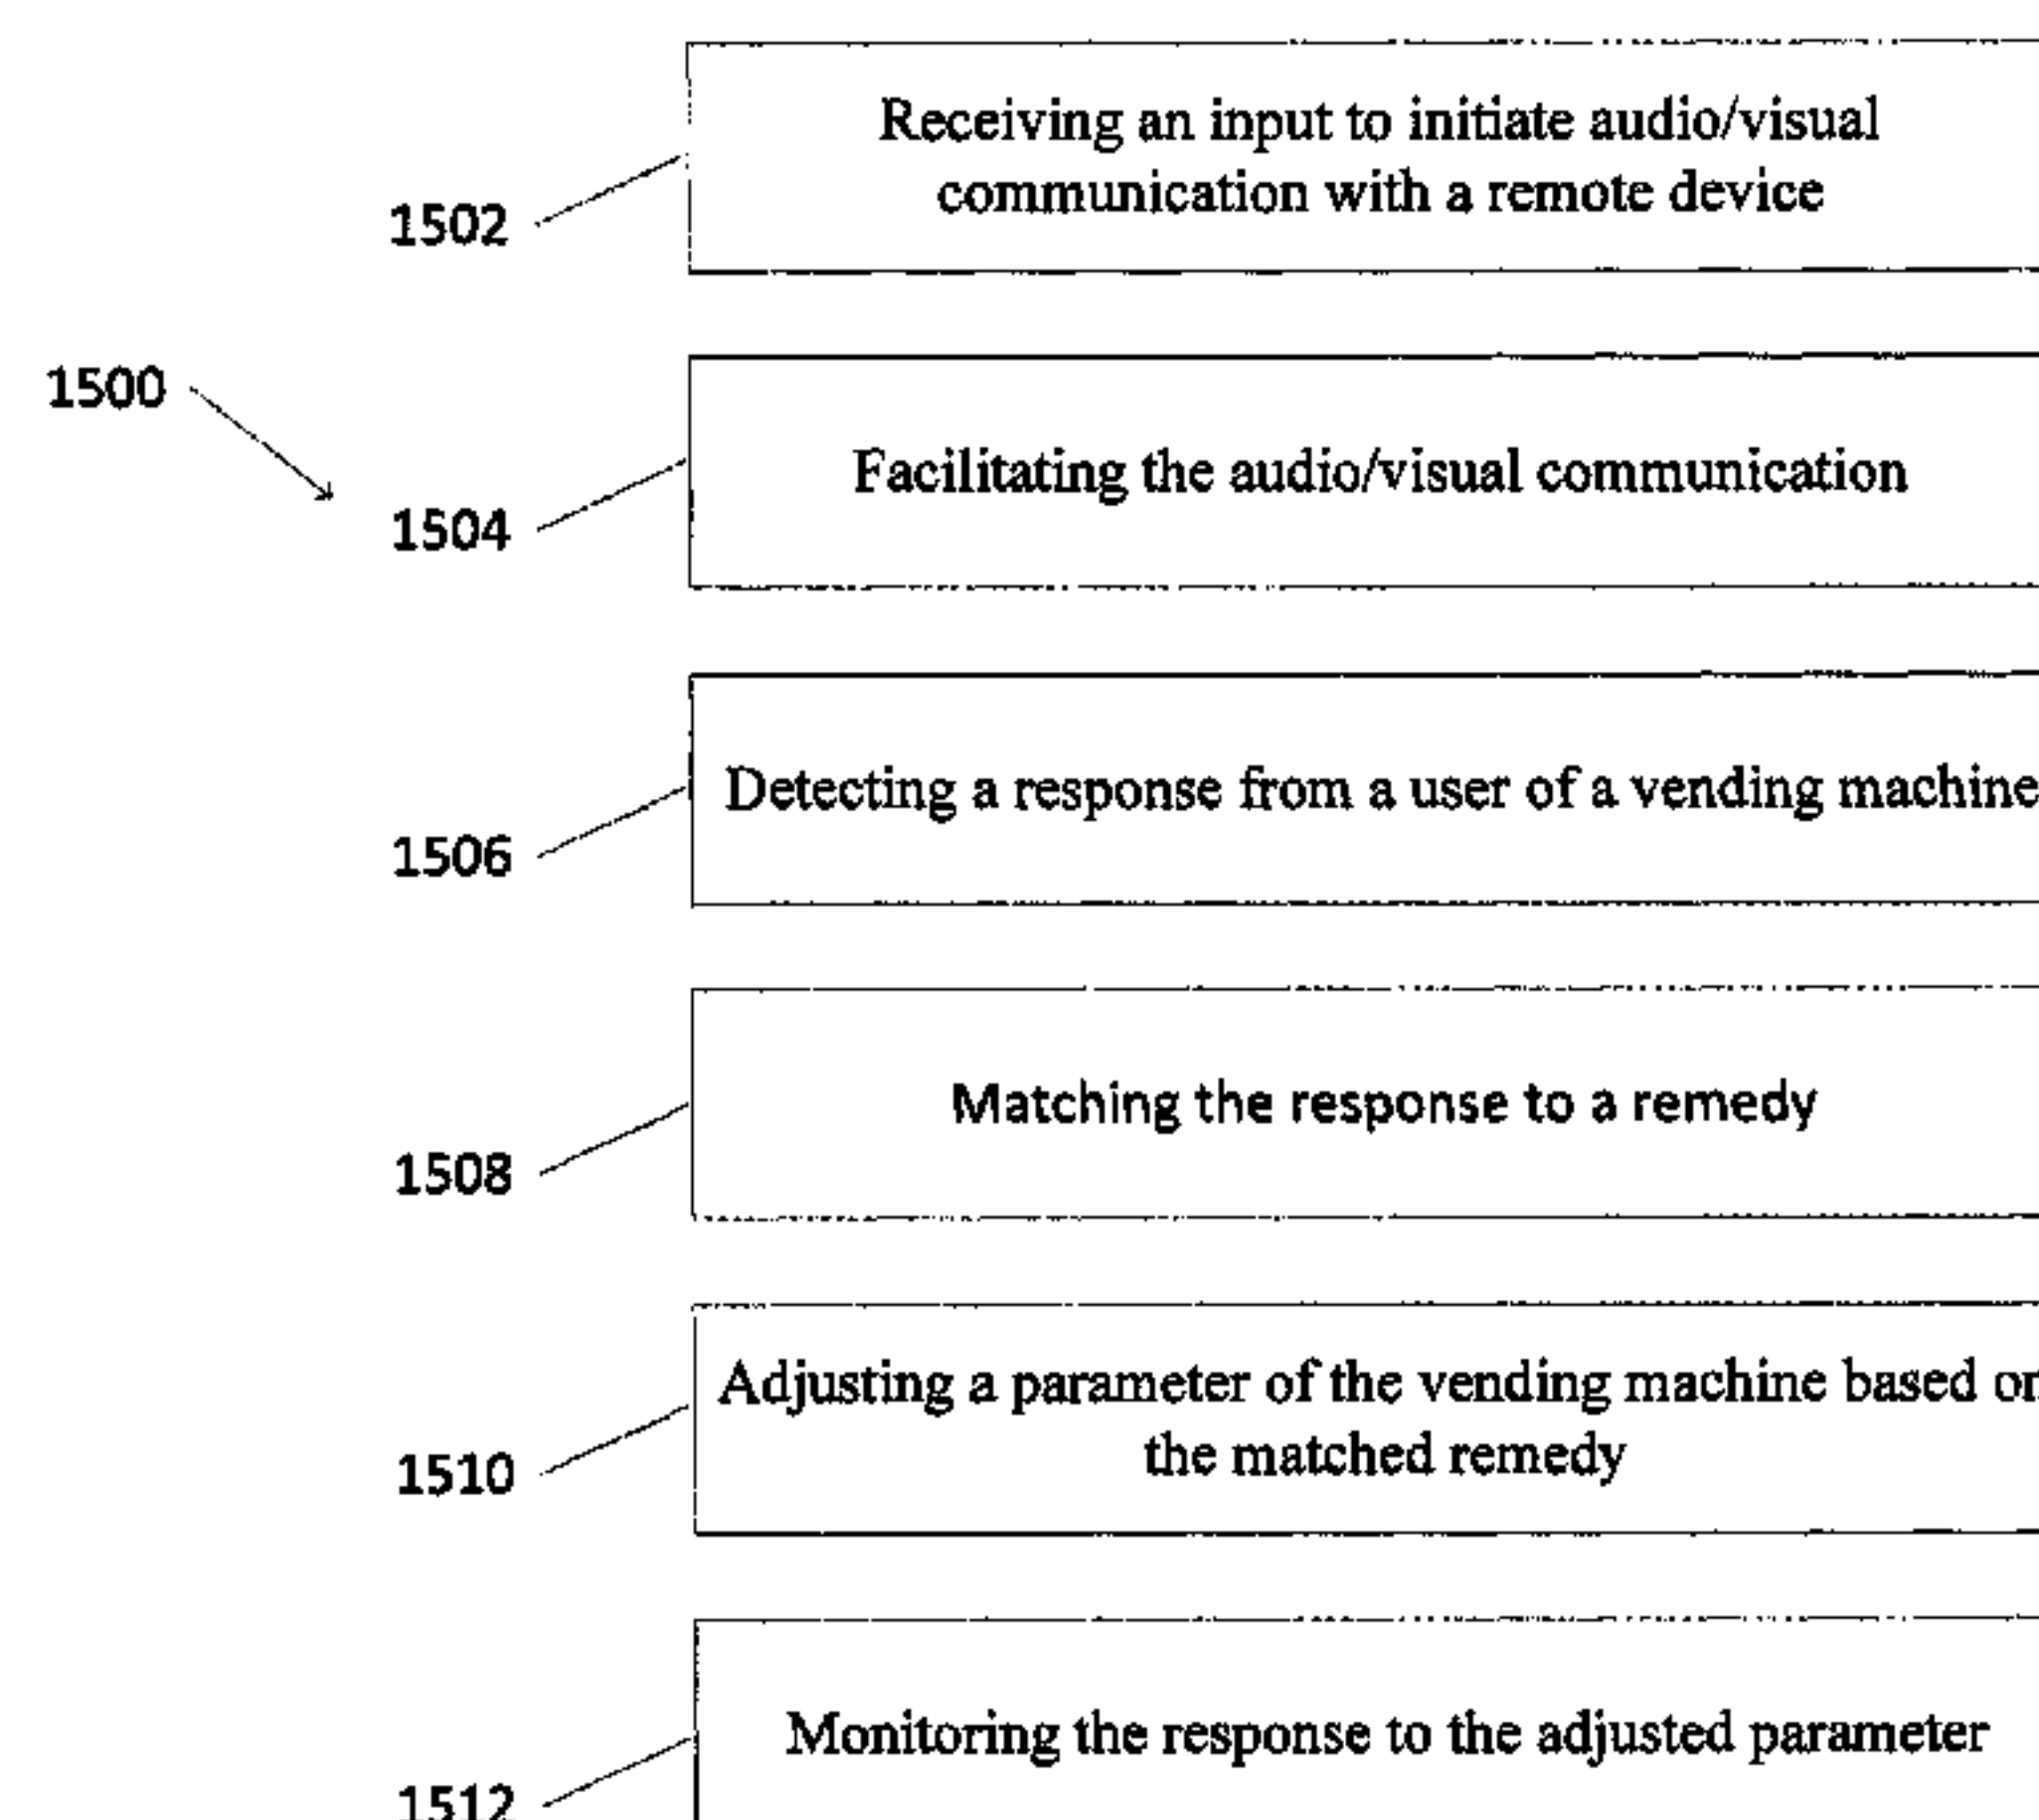 Receiving an input to initiate audio/visual
communication with a remote device
1502
1500
Facilitating the audio/visual communication
1504
Detecting a response from a user of a vending machine
1506
Matching the response to a remedy
1508
Adjusting a parameter of the vending machine based on
the matched remedy
1510
Monitoring the response to the adjusted parameter
1512